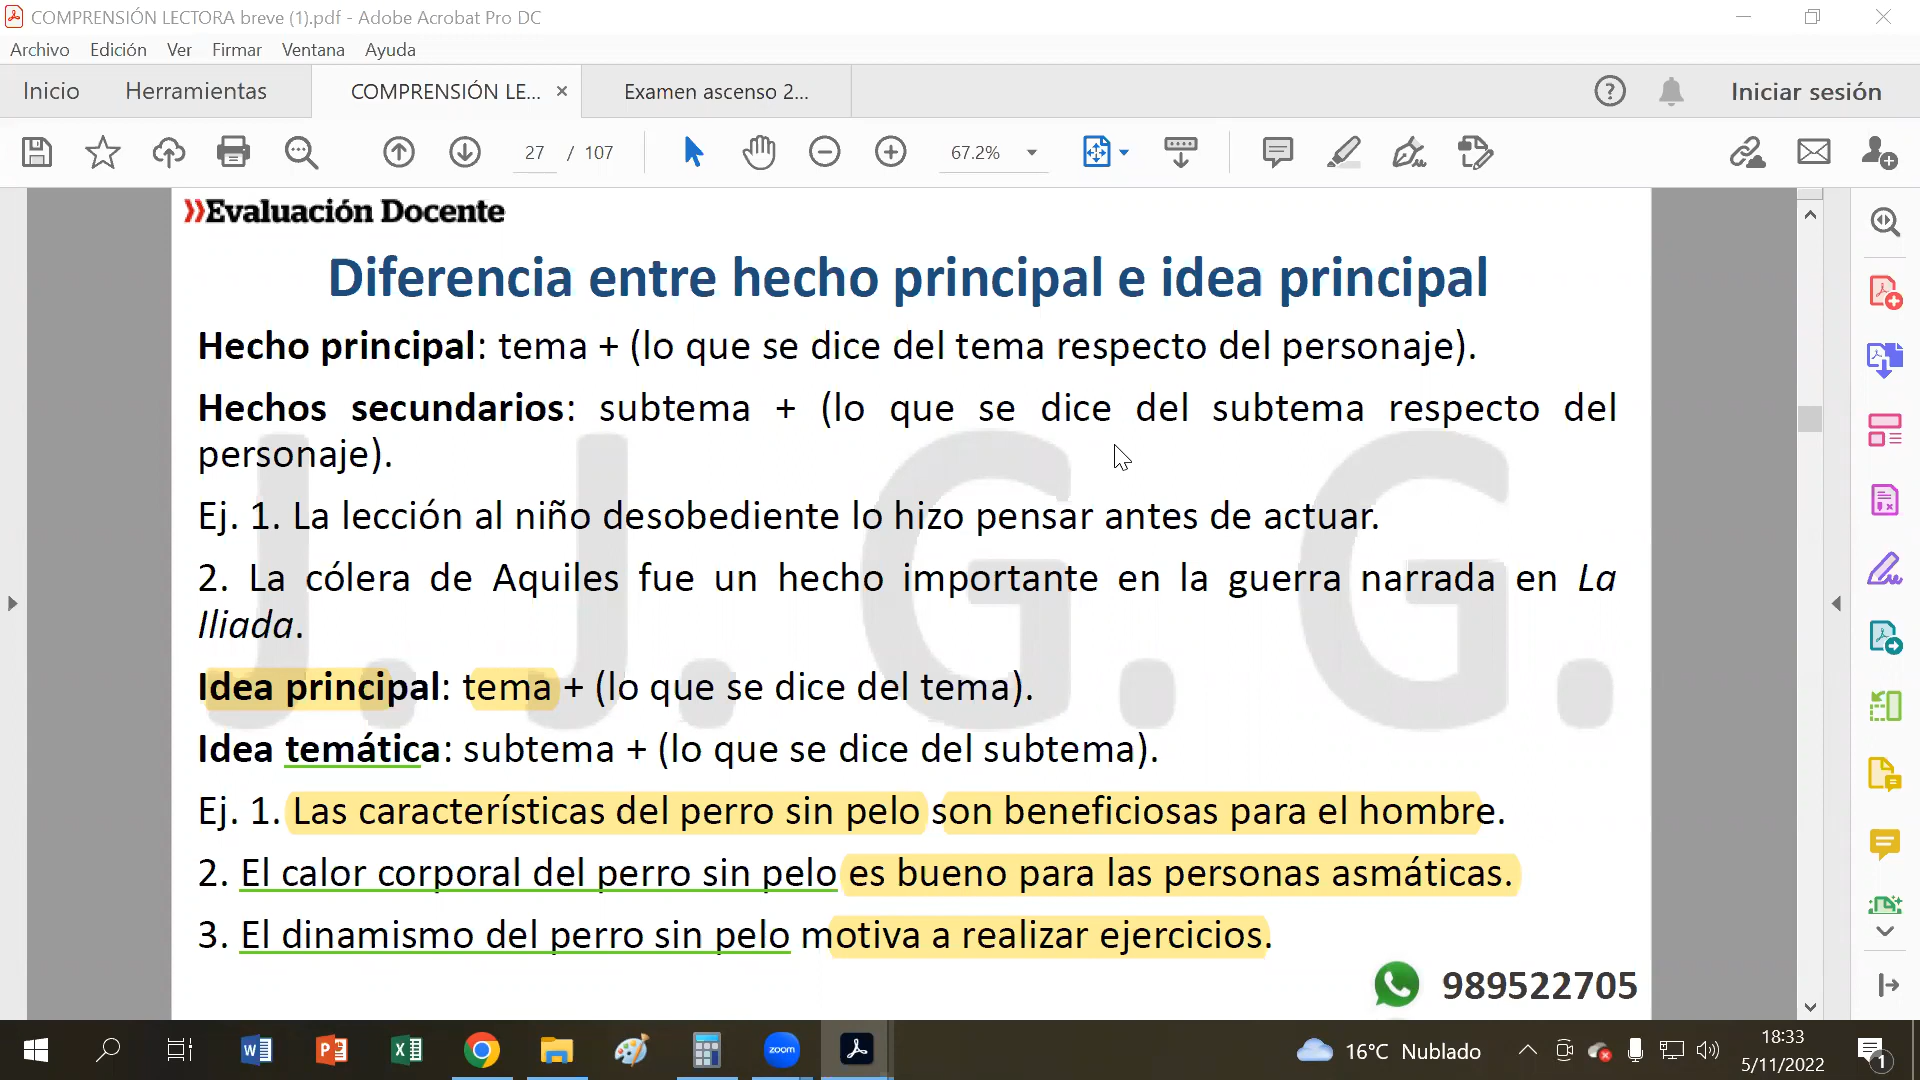 COMPRENSIÓN LECTORA breve (1).pdf - Adobe Acrobat Pro DC
Archivo Edición Ver Firmar Ventana Ayuda
Inicio Herramientas COMPRENSIÓN LE... × Examen ascenso 2... Iniciar sesión
27 / 107 67.2%
Evaluación Docente
Diferencia entre hecho principal e idea principal
Hecho principal: tema + (lo que se dice del tema respecto del personaje).
Hechos secundarios: subtema + (lo que se dice del subtema respecto del
personaje).
Ej. 1. La lección al niño desobediente lo hizo pensar antes de actuar.
2. La cólera de Aquiles fue un hecho importante en la guerra narrada en La
Iliada.
Idea principal: tema + (lo que se dice del tema).
Idea temática: subtema + (lo que se dice del subtema).
Ej. 1. Las características del perro sin pelo son beneficiosas para el hombre.
2. El calor corporal del perro sin pelo es bueno para las personas asmáticas.
3. El dinamismo del perro sin pelo motiva a realizar ejercicios.
J. J. G. G.
989522705
zoom
16°C Nublado
18:33
5/11/2022
1